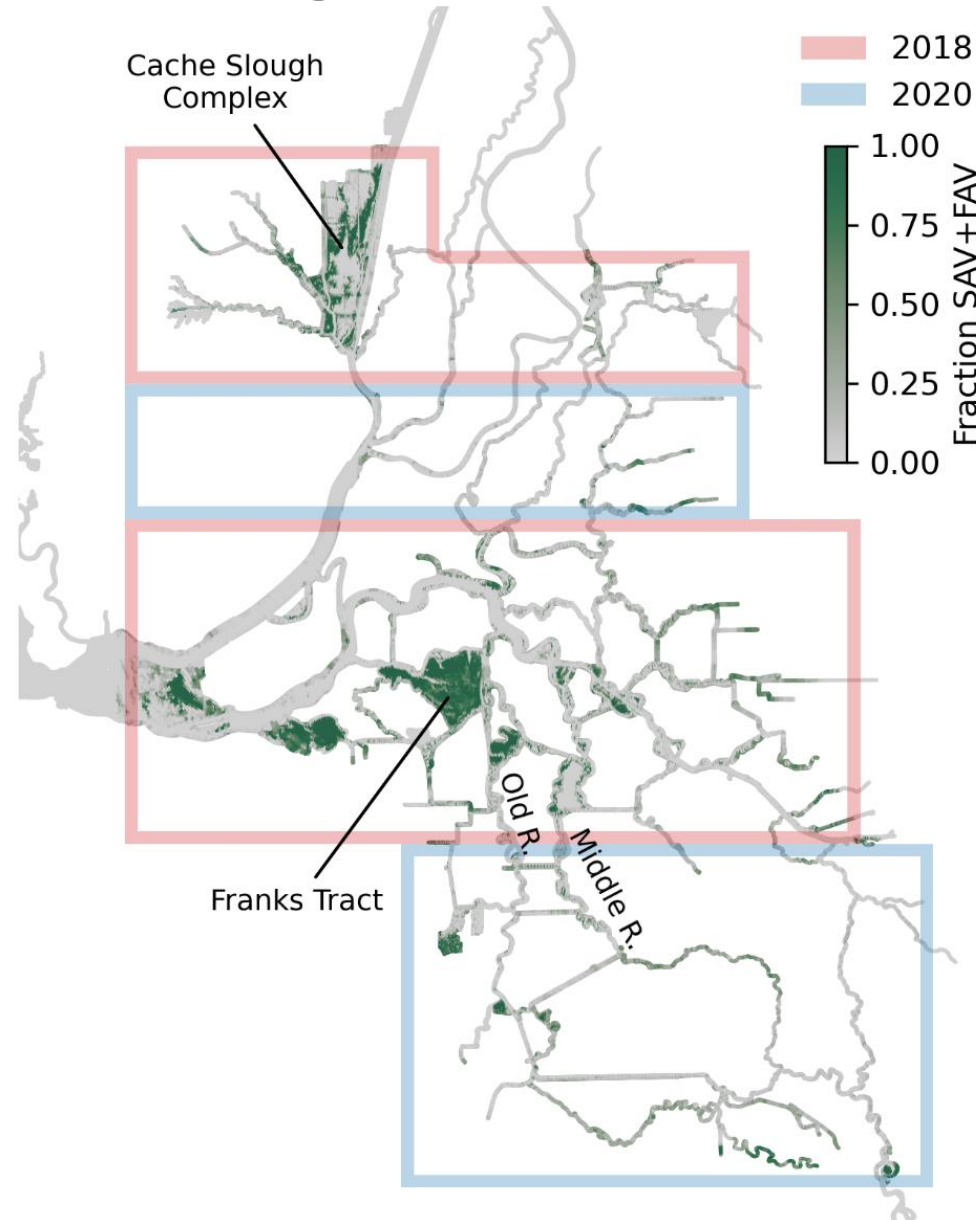 Cache Slough
Complex
2018
2020
1.00
0.75
0.50
0.25
0.00
Fraction SAV+FAV
Old R.
Middle R.
Franks Tract